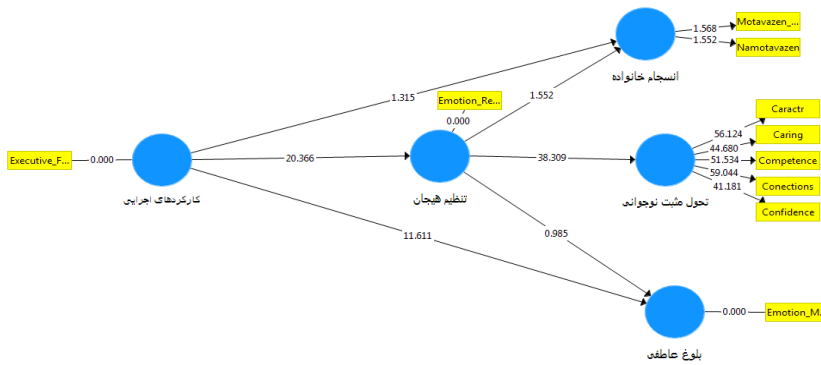 Motavazen_...
1.568
1.552
Namotavazen
انسجام خانواده
1.315
Emotion_Re...
0.000
1.552
Executive_F...
0.000
کارکردهای اجرایی
20.366
تنظیم هیجان
38.309
Caractr
56.124
Caring
44.680
Competence
51.534
Conections
59.044
Confidence
41.181
تحول مثبت نوجوانی
11.611
0.985
0.000
Emotion_M..
بلوغ عاطفی